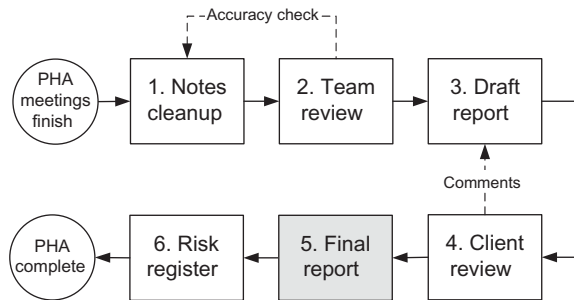 Accuracy check
PHA
meetings
finish
1. Notes
cleanup
2. Team
review
3. Draft
report
Comments
PHA
complete
6. Risk
register
5. Final
report
4. Client
review